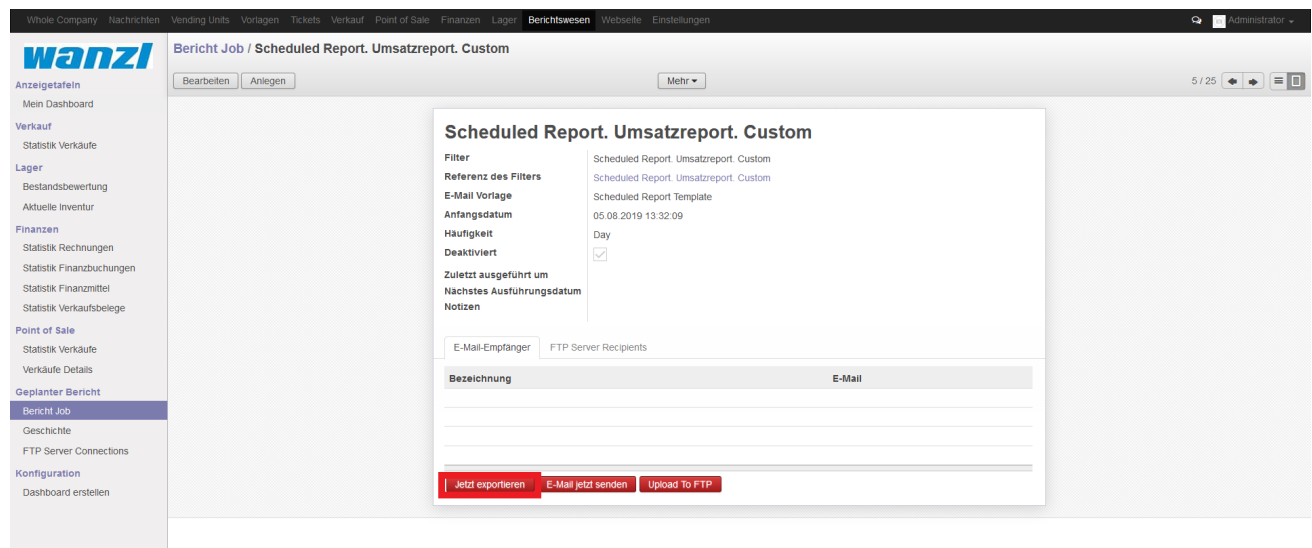 Whole Company Nachrichten Vending Units Vorlagen Tickets Verkauf Point of Sale Finanzen Lager Berichtswesen Webseite Einstellungen Administrator
wanzl
Bericht Job / Scheduled Report. Umsatzreport. Custom
Bearbeiten Anlegen Mehr 5 / 25
Anzeigetafeln
Mein Dashboard
Verkauf
Statistik Verkäufe
Lager
Bestandsbewertung
Aktuelle Inventur
Finanzen
Statistik Rechnungen
Statistik Finanzbuchungen
Statistik Finanzmittel
Statistik Verkaufsbelege
Point of Sale
Statistik Verkäufe
Verkäufe Details
Geplanter Bericht
Bericht Job
Geschichte
FTP Server Connections
Konfiguration
Dashboard erstellen
Scheduled Report. Umsatzreport. Custom
Filter Scheduled Report. Umsatzreport. Custom
Referenz des Filters Scheduled Report. Umsatzreport. Custom
E-Mail Vorlage Scheduled Report Template
Anfangsdatum 05.08.2019 13:32:09
Häufigkeit Day
Deaktiviert
Zuletzt ausgeführt um
Nächstes Ausführungsdatum
Notizen
E-Mail-Empfänger FTP Server Recipients
Bezeichnung E-Mail
Jetzt exportieren E-Mail jetzt senden Upload To FTP